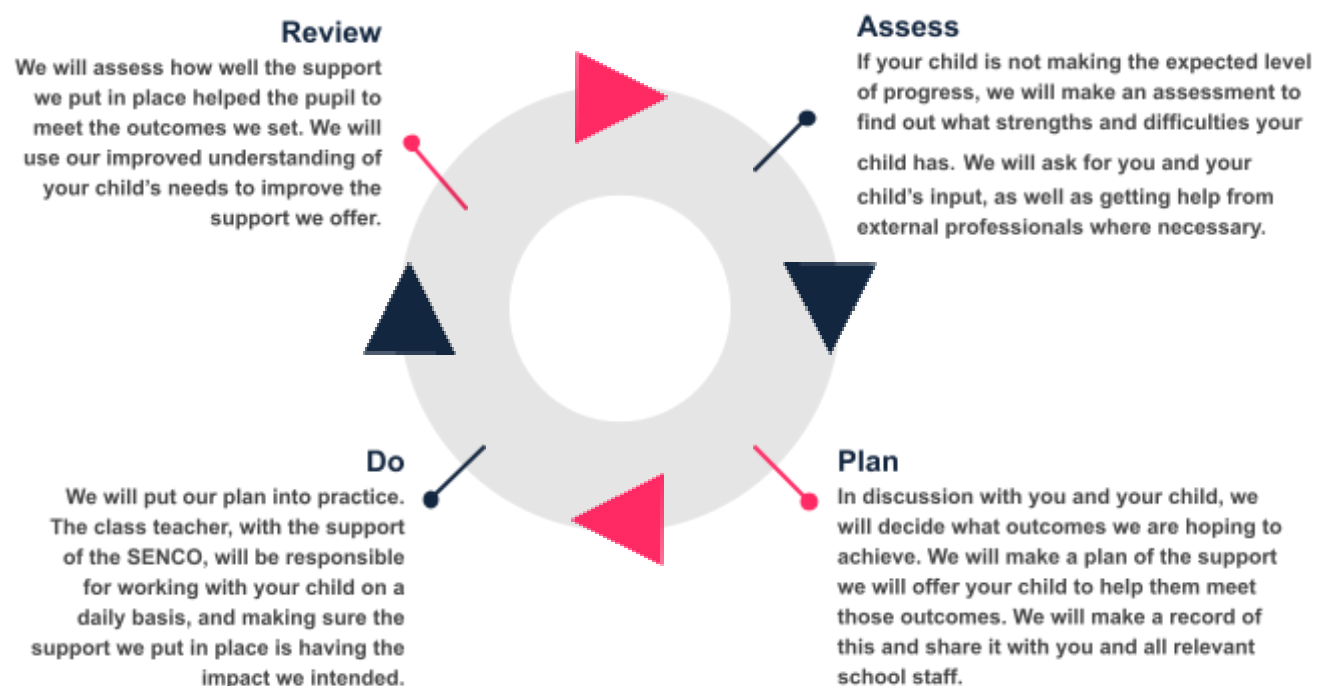 Review
We will assess how well the support
we put in place helped the pupil to
meet the outcomes we set. We will
use our improved understanding of
your child's needs to improve the
support we offer.
Assess
If your child is not making the expected level
of progress, we will make an assessment to
find out what strengths and difficulties your
child has. We will ask for you and your
child's input, as well as getting help from
external professionals where necessary.
Do
We will put our plan into practice.
The class teacher, with the support
of the SENCO, will be responsible
for working with your child on a
daily basis, and making sure the
support we put in place is having the
impact we intended.
Plan
In discussion with you and your child, we
will decide what outcomes we are hoping to
achieve. We will make a plan of the support
we will offer your child to help them meet
those outcomes. We will make a record of
this and share it with you and all relevant
school staff.